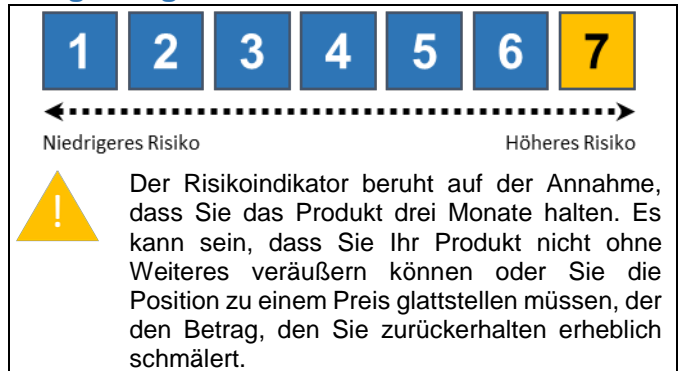 1 2 3 4 5 6 7
Niedrigeres Risiko Höheres Risiko
!
Der Risikoindikator beruht auf der Annahme,
dass Sie das Produkt drei Monate halten. Es
kann sein, dass Sie Ihr Produkt nicht ohne
Weiteres veräußern können oder Sie die
Position zu einem Preis glattstellen müssen, der
den Betrag, den Sie zurückerhalten erheblich
schmälert.